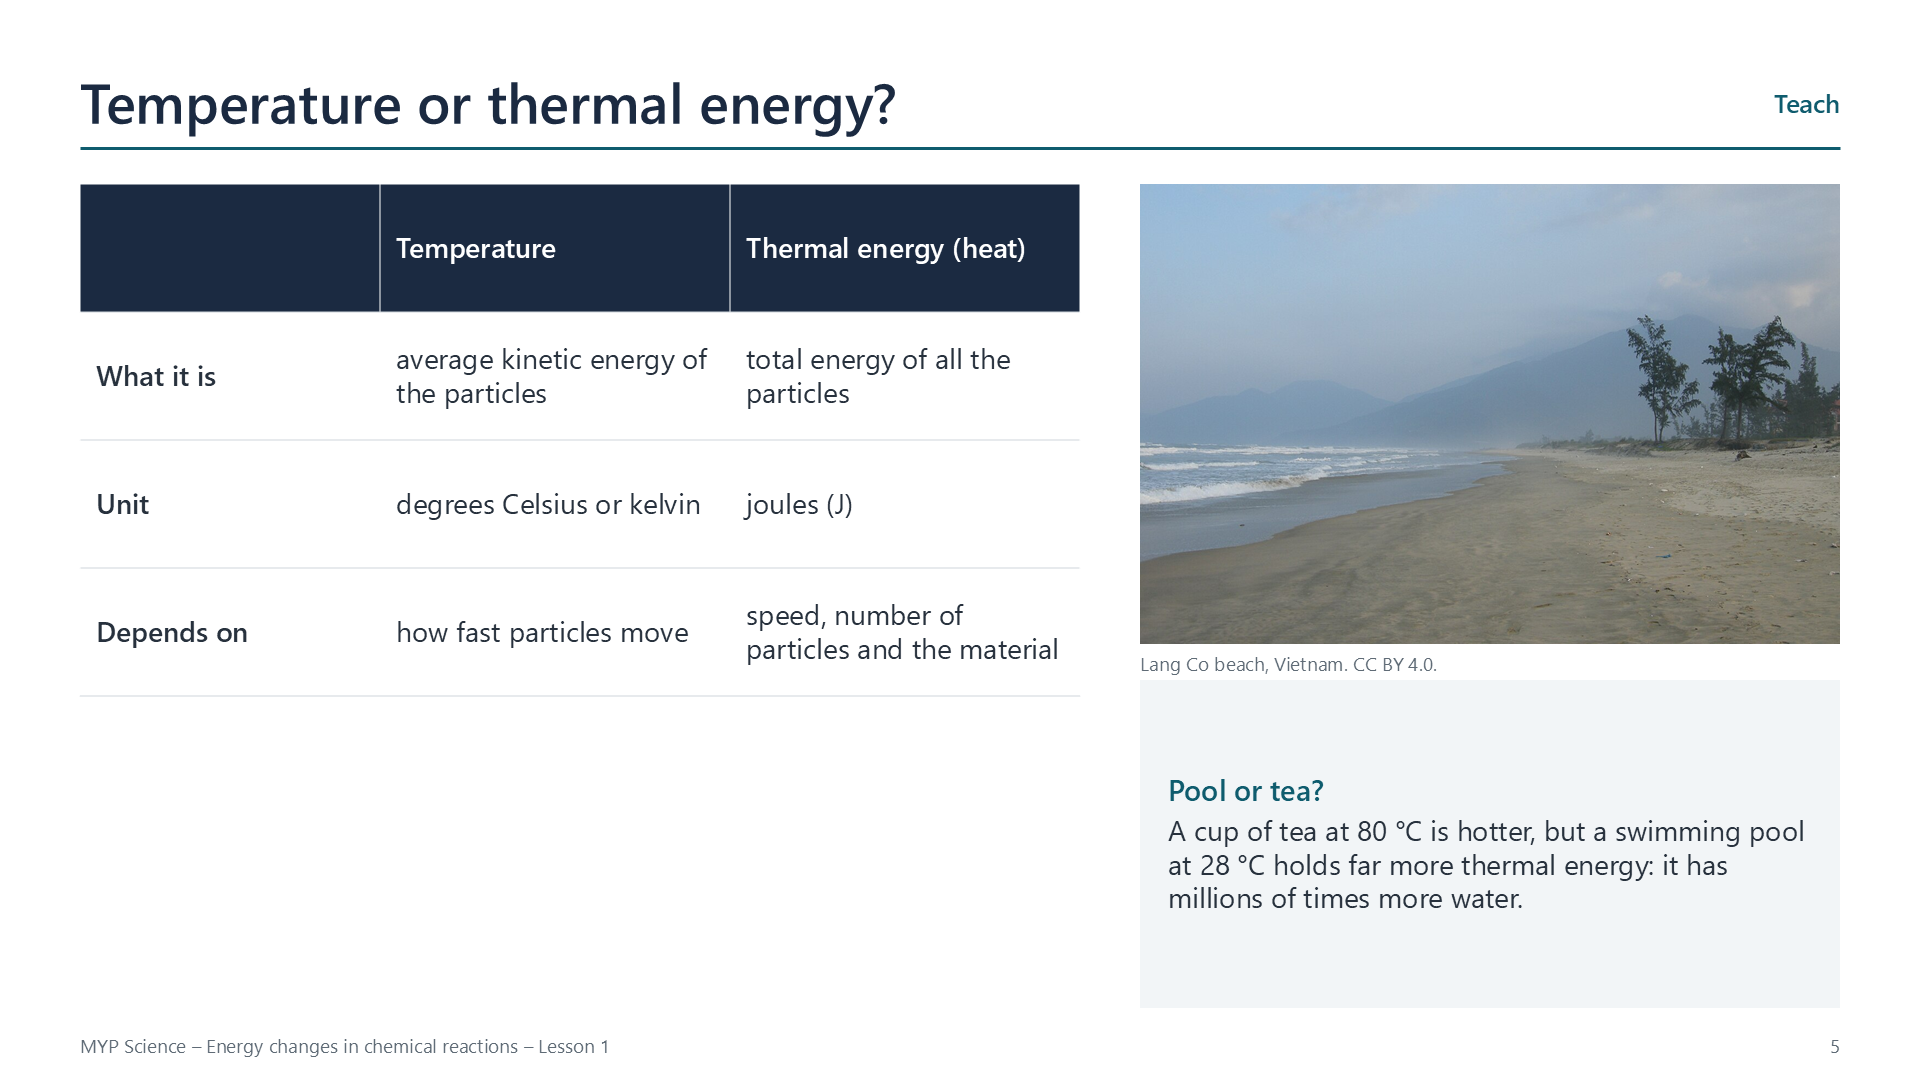 Temperature or thermal energy?
Teach
Temperature
Thermal energy (heat)
What it is
average kinetic energy of
the particles
total energy of all the
particles
Unit
degrees Celsius or kelvin
joules (J)
Depends on
how fast particles move
speed, number of
particles and the material
Lang Co beach, Vietnam. CC BY 4.0.
Pool or tea?
A cup of tea at 80 °C is hotter, but a swimming pool
at 28 °C holds far more thermal energy: it has
millions of times more water.
MYP Science – Energy changes in chemical reactions – Lesson 1
5